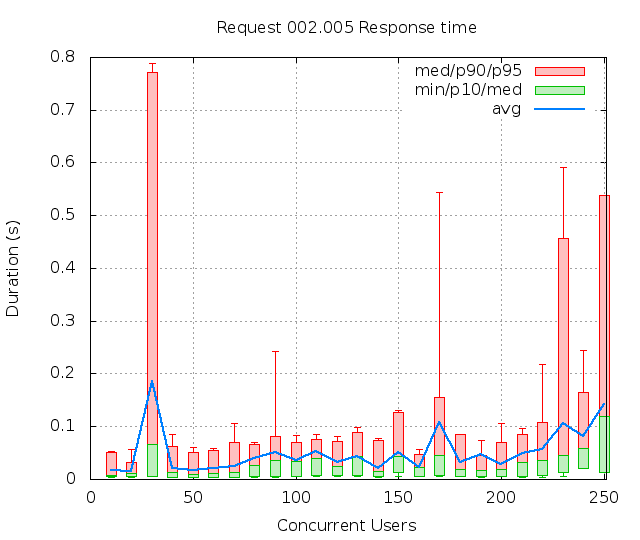 Request 002.005 Response time
med/p90/p95
min/p10/med
avg
Duration (s)
0.8
0.7
0.6
0.5
0.4
0.3
0.2
0.1
0
0 50 100 150 200 250
Concurrent Users